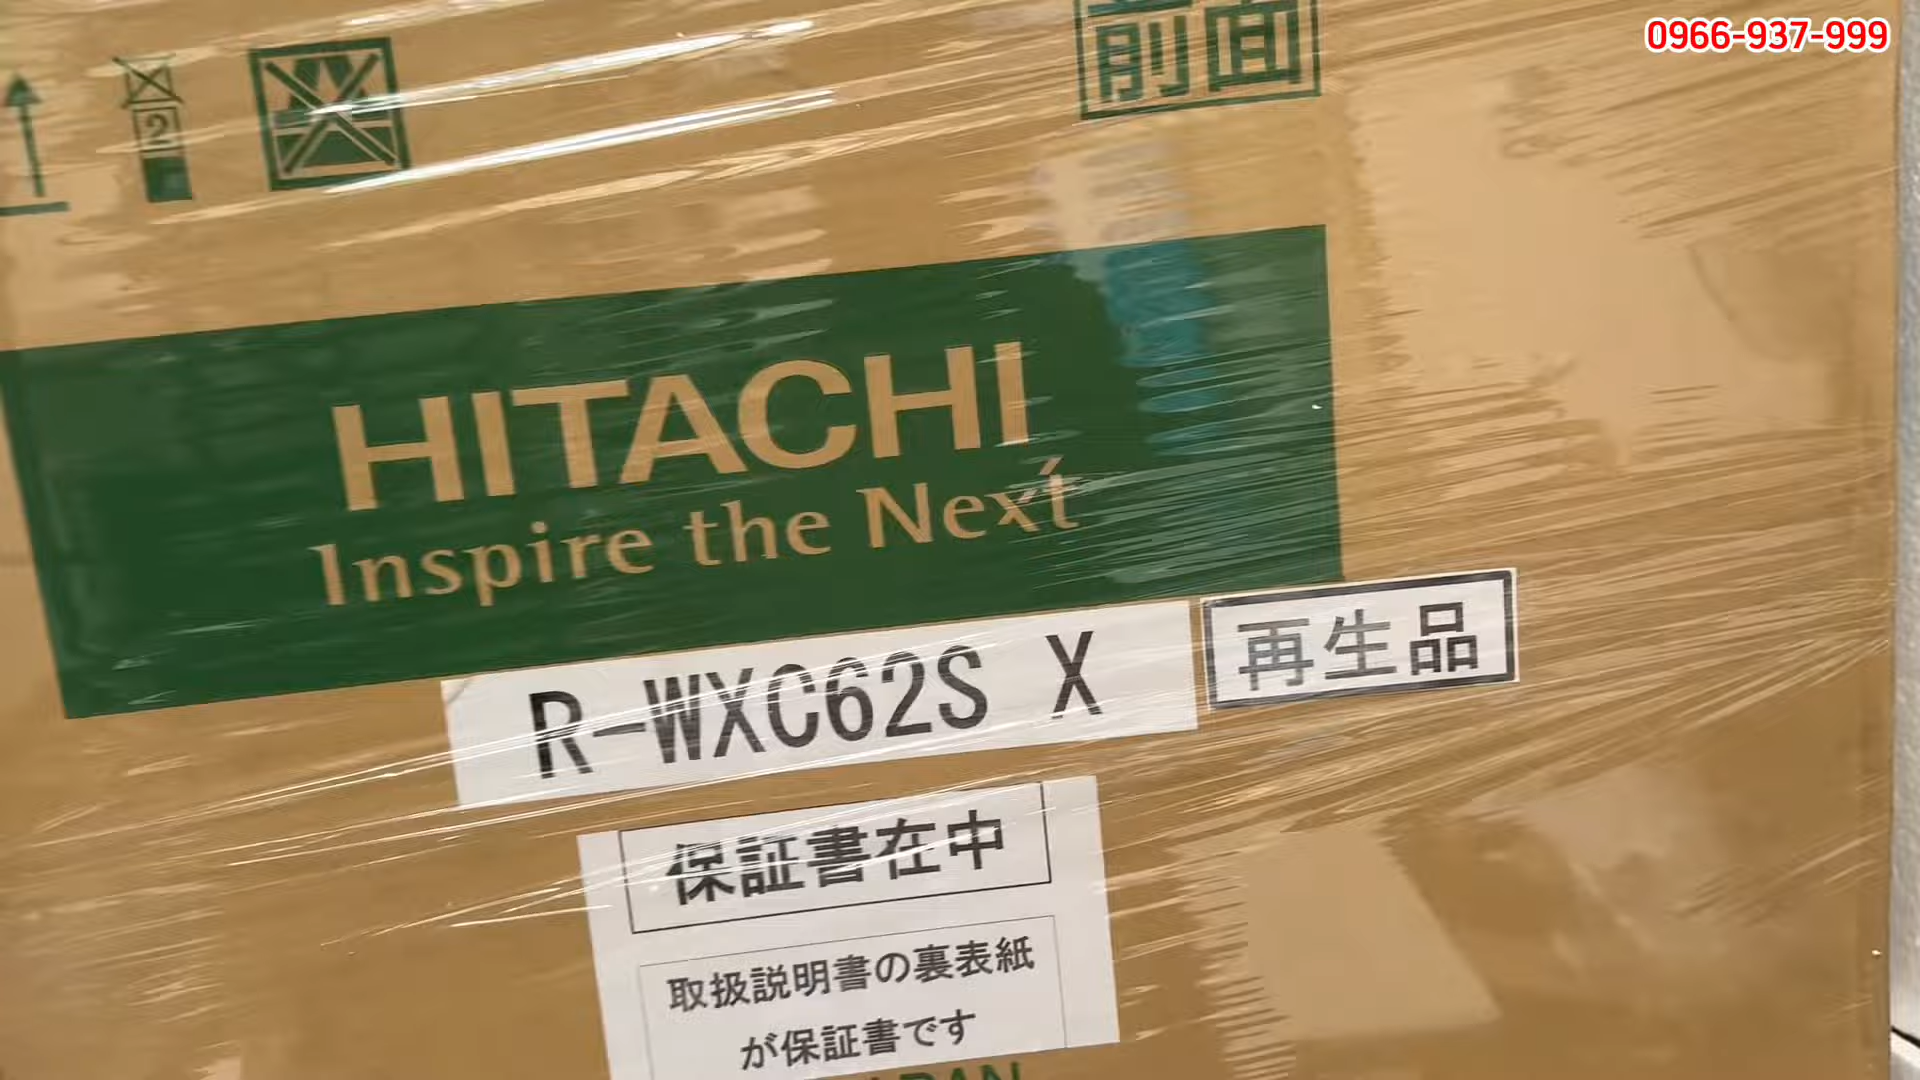 0966-937-999
前面
2
HITACHI
Inspire the Next
R-WXC62S X
再生品
保証書在中
取扱説明書の裏表紙
が保証書です